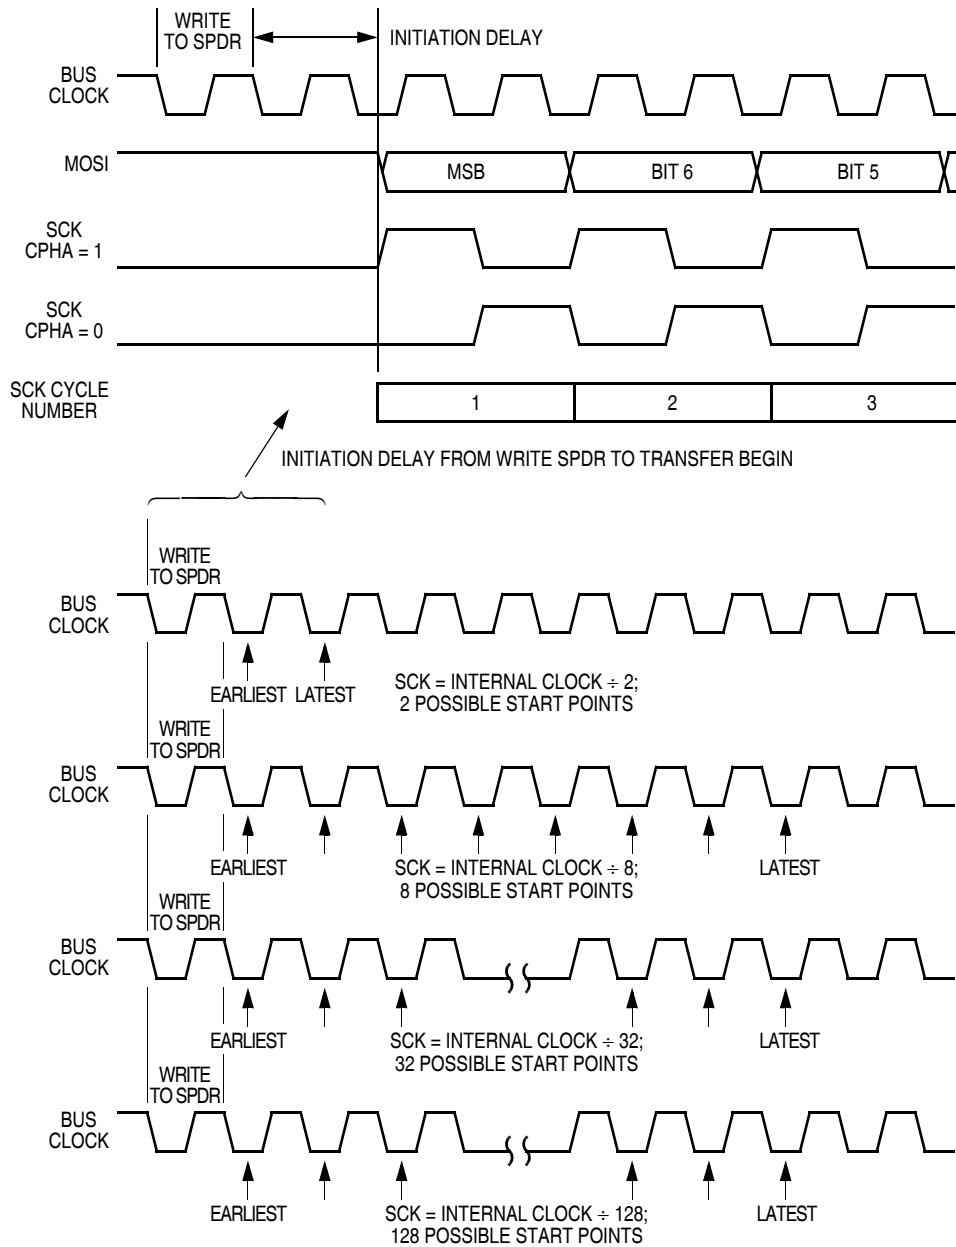 WRITE
TO SPDR
INITIATION DELAY
BUS
CLOCK
MOSI
MSB
BIT 6
BIT 5
SCK
CPHA = 1
SCK
CPHA = 0
SCK CYCLE
NUMBER
1
2
3
INITIATION DELAY FROM WRITE SPDR TO TRANSFER BEGIN
WRITE
TO SPDR
BUS
CLOCK
EARLIEST
LATEST
SCK = INTERNAL CLOCK ÷ 2;
2 POSSIBLE START POINTS
WRITE
TO SPDR
BUS
CLOCK
EARLIEST
SCK = INTERNAL CLOCK ÷ 8;
8 POSSIBLE START POINTS
LATEST
WRITE
TO SPDR
BUS
CLOCK
EARLIEST
SCK = INTERNAL CLOCK ÷ 32;
32 POSSIBLE START POINTS
LATEST
WRITE
TO SPDR
BUS
CLOCK
EARLIEST
SCK = INTERNAL CLOCK ÷ 128;
128 POSSIBLE START POINTS
LATEST